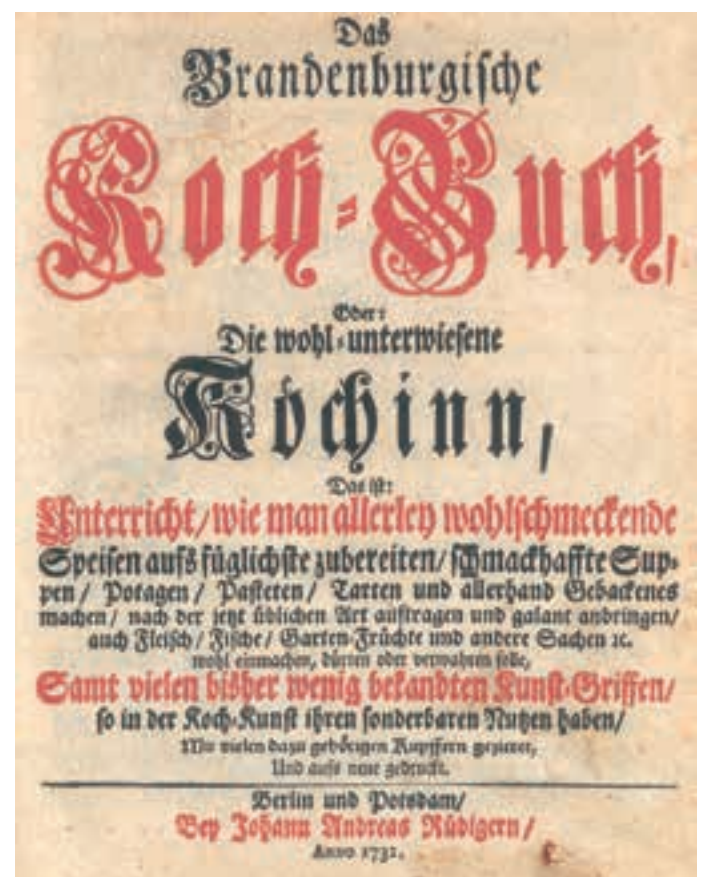 Das
Brandenburgische
Koch-Buch,
Oder:
Die wohl-unterwiesene
Köchinn,
Das ist:
Unterricht/wie man allerley wohlschmeckende
Speisen aufs füglichste zubereiten/ schmackhaffte Sup-
pen/ Potagen/ Pasteten/ Tarten und allerhand Gebackenes
machen/ nach der jetzt üblichen Art auftragen und galant anbringen/
auch Fleisch/ Fische/ Garten-Früchte und andere Sachen ꝛc.
wohl einmachen, dürren oder verwahren solle,
Samt vielen bisher wenig bekandten Kunst-Griffen/
so in der Koch-Kunst ihren sonderbaren Nutzen haben/
Mit vielen dazu gehörigen Kupffern gezieret,
Und aufs neue gedruckt.
Berlin und Potsdam/
Bey Johann Andreas Rüdigern/
Anno 1732.